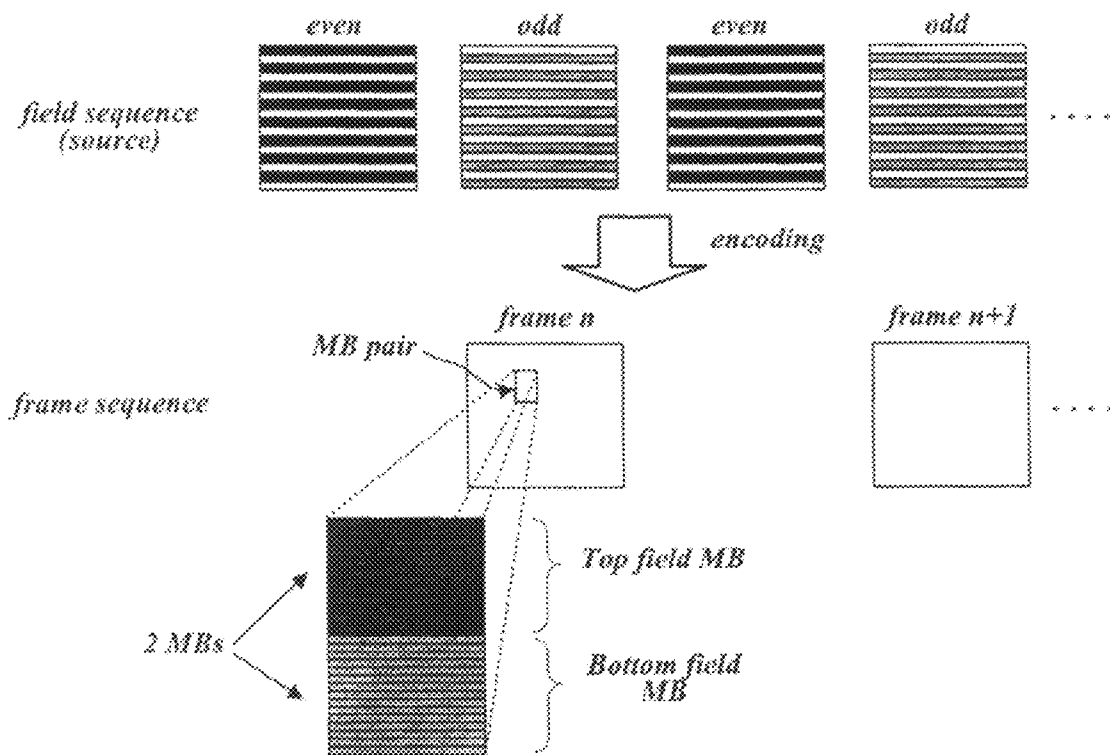 even odd even odd
field sequence
(source)
encoding
frame n frame n+1
MB pair
frame sequence
Top field MB
2 MBs
Bottom field
MB